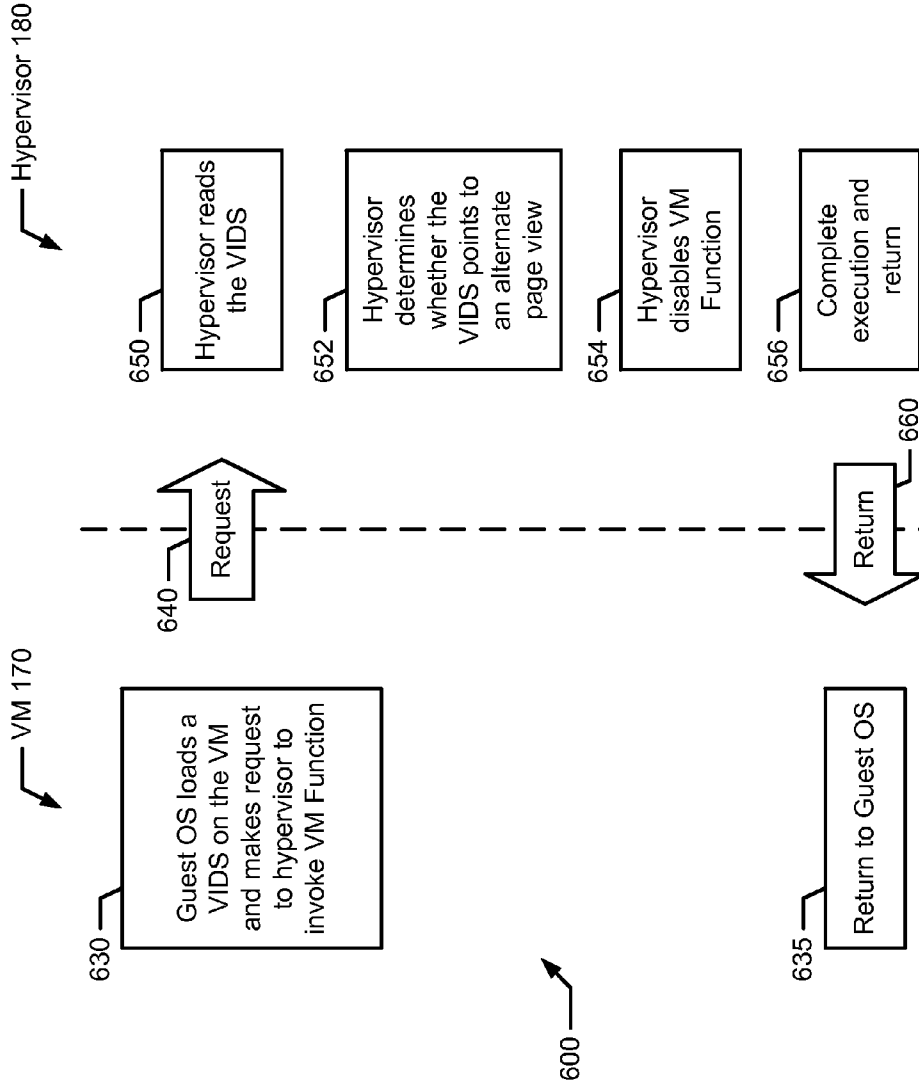 VM 170
Hypervisor 180
630
Guest OS loads a
VIDS on the VM
and makes request
to hypervisor to
invoke VM Function
640
Request
650
Hypervisor reads
the VIDS
652
Hypervisor
determines
whether the
VIDS points to
an alternate
page view
654
Hypervisor
disables VM
Function
656
Complete
execution and
return
660
Return
635
Return to Guest OS
600